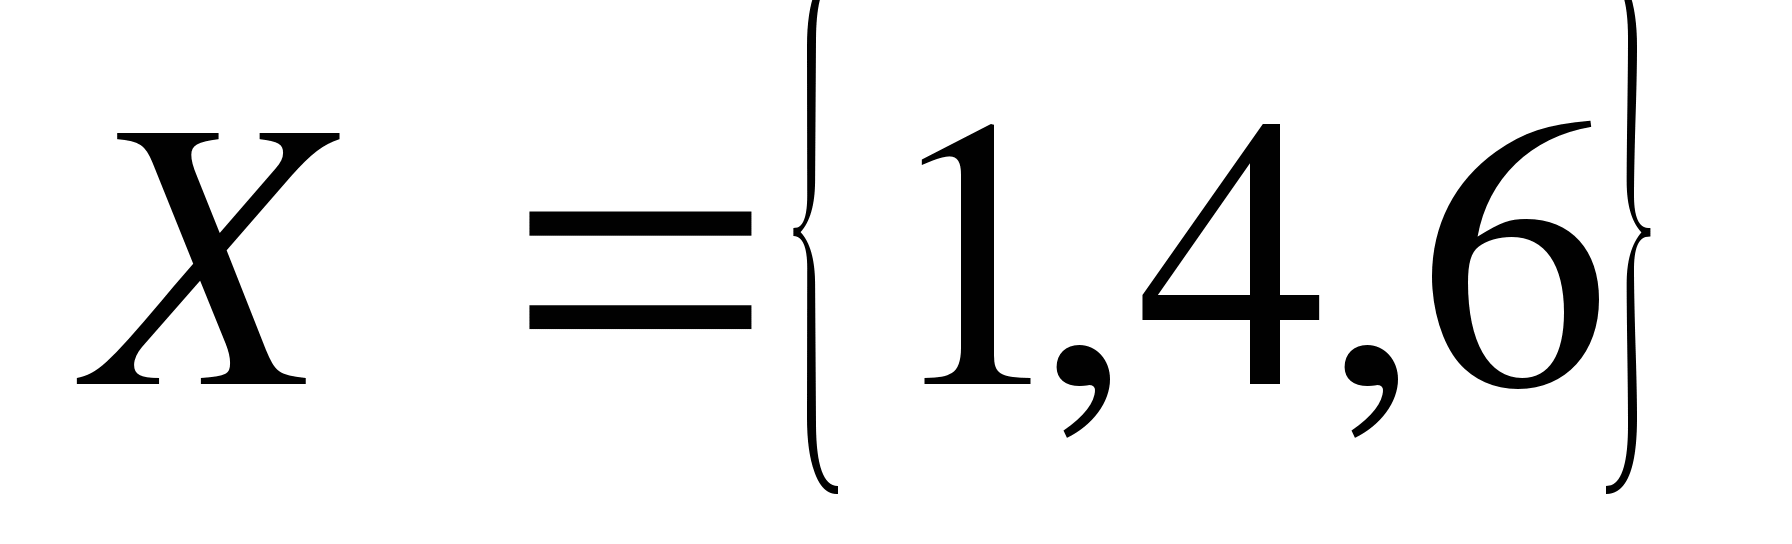 X = {1,4,6}